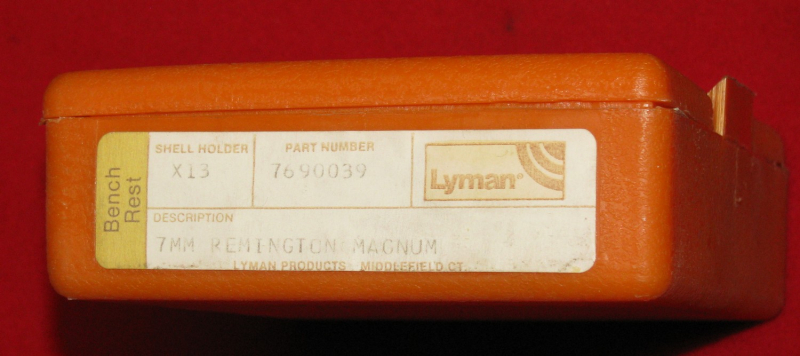 Bench Rest
SHELL HOLDER
X13
PART NUMBER
7690039
Lyman®
DESCRIPTION
7MM REMINGTON MAGNUM
LYMAN PRODUCTS MIDDLEFIELD CT.